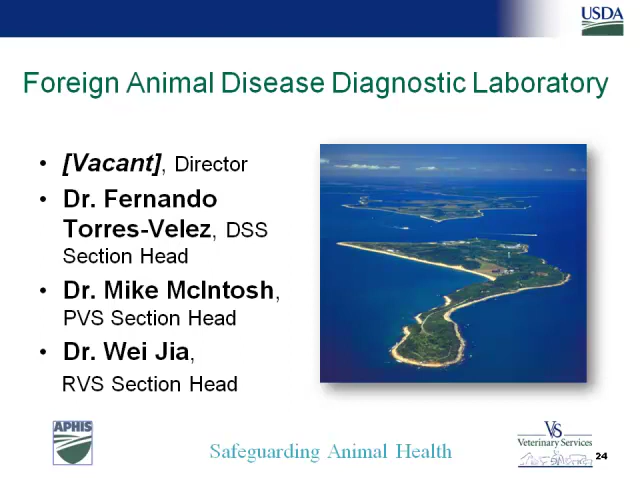 USDA
Foreign Animal Disease Diagnostic Laboratory
• [Vacant], Director
• Dr. Fernando
Torres-Velez, DSS
Section Head
• Dr. Mike McIntosh,
PVS Section Head
• Dr. Wei Jia,
RVS Section Head
APHIS
Safeguarding Animal Health
VS
Veterinary Services
24